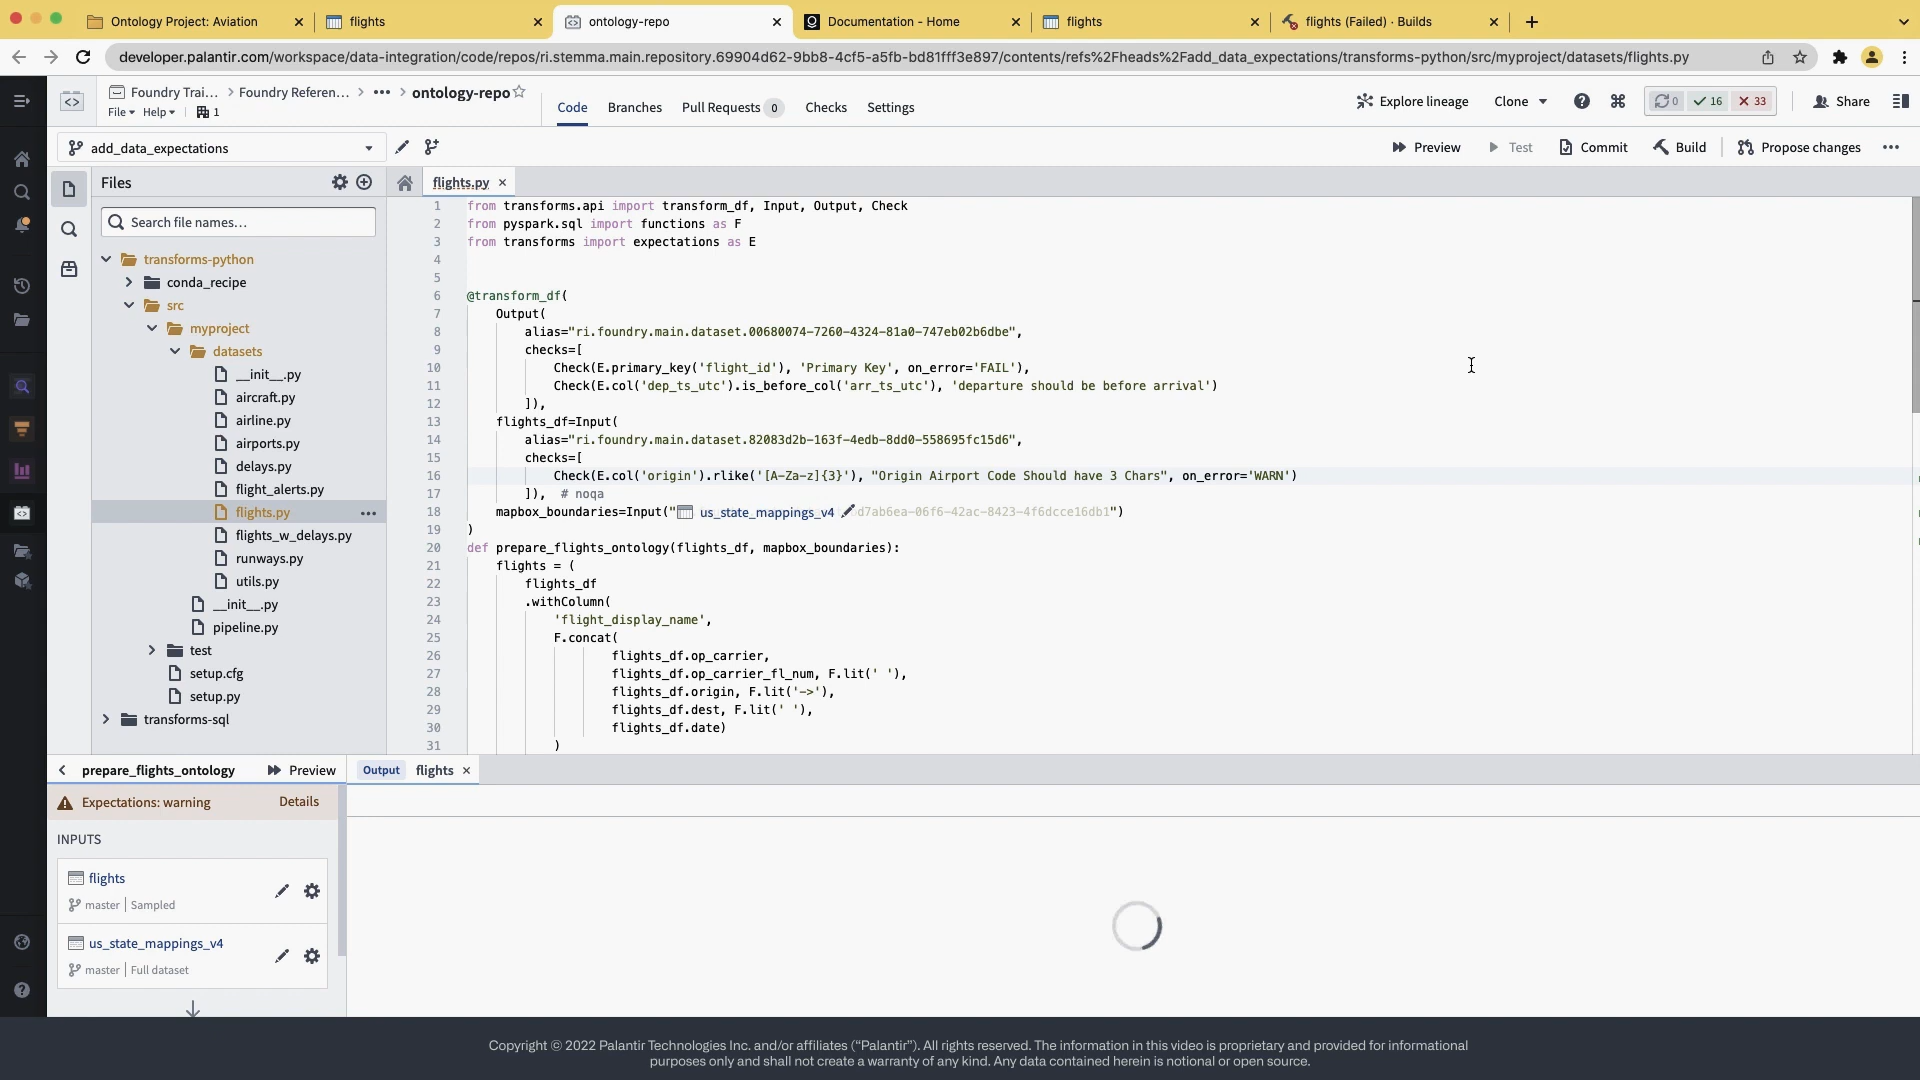 Ontology Project: Aviation
flights
ontology-repo
Documentation - Home
flights
flights (Failed) · Builds
developer.palantir.com/workspace/data-integration/code/repos/ri.stemma.main.repository.69904d62-9bb8-4cf5-a5fb-bd81fff3e897/contents/refs%2Fheads%2Fadd_data_expectations/transforms-python/src/myproject/datasets/flights.py
Foundry Trai... > Foundry Referen... > ••• > ontology-repo
File Help 1
Code Branches Pull Requests 0 Checks Settings
Explore lineage Clone 0 16 33 Share
add_data_expectations
Preview Test Commit Build Propose changes
Files
flights.py
Search file names...
transforms-python
conda_recipe
src
myproject
datasets
__init__.py
aircraft.py
airline.py
airports.py
delays.py
flight_alerts.py
flights.py
flights_w_delays.py
runways.py
utils.py
__init__.py
pipeline.py
test
setup.cfg
setup.py
transforms-sql
1 from transforms.api import transform_df, Input, Output, Check
2 from pyspark.sql import functions as F
3 from transforms import expectations as E
4
5
6 @transform_df(
7 Output(
8 alias="ri.foundry.main.dataset.00680074-7260-4324-81a0-747eb02b6dbe",
9 checks=[
10 Check(E.primary_key('flight_id'), 'Primary Key', on_error='FAIL'),
11 Check(E.col('dep_ts_utc').is_before_col('arr_ts_utc'), 'departure should be before arrival')
12 ]),
13 flights_df=Input(
14 alias="ri.foundry.main.dataset.82083d2b-163f-4edb-8dd0-558695fc15d6",
15 checks=[
16 Check(E.col('origin').rlike('[A-Za-z]{3}'), "Origin Airport Code Should have 3 Chars", on_error='WARN')
17 ]), # noqa
18 mapbox_boundaries=Input("us_state_mappings_v4 d7ab6ea-06f6-42ac-8423-4f6dcce16db1")
19 )
20 def prepare_flights_ontology(flights_df, mapbox_boundaries):
21 flights = (
22 flights_df
23 .withColumn(
24 'flight_display_name',
25 F.concat(
26 flights_df.op_carrier,
27 flights_df.op_carrier_fl_num, F.lit(' '),
28 flights_df.origin, F.lit('->'),
29 flights_df.dest, F.lit(' '),
30 flights_df.date)
31 )
prepare_flights_ontology Preview
Output flights
Expectations: warning Details
INPUTS
flights
master | Sampled
us_state_mappings_v4
master | Full dataset
Copyright © 2022 Palantir Technologies Inc. and/or affiliates (“Palantir”). All rights reserved. The information in this video is proprietary and provided for informational
purposes only and shall not create a warranty of any kind. Any data contained herein is notional or open source.